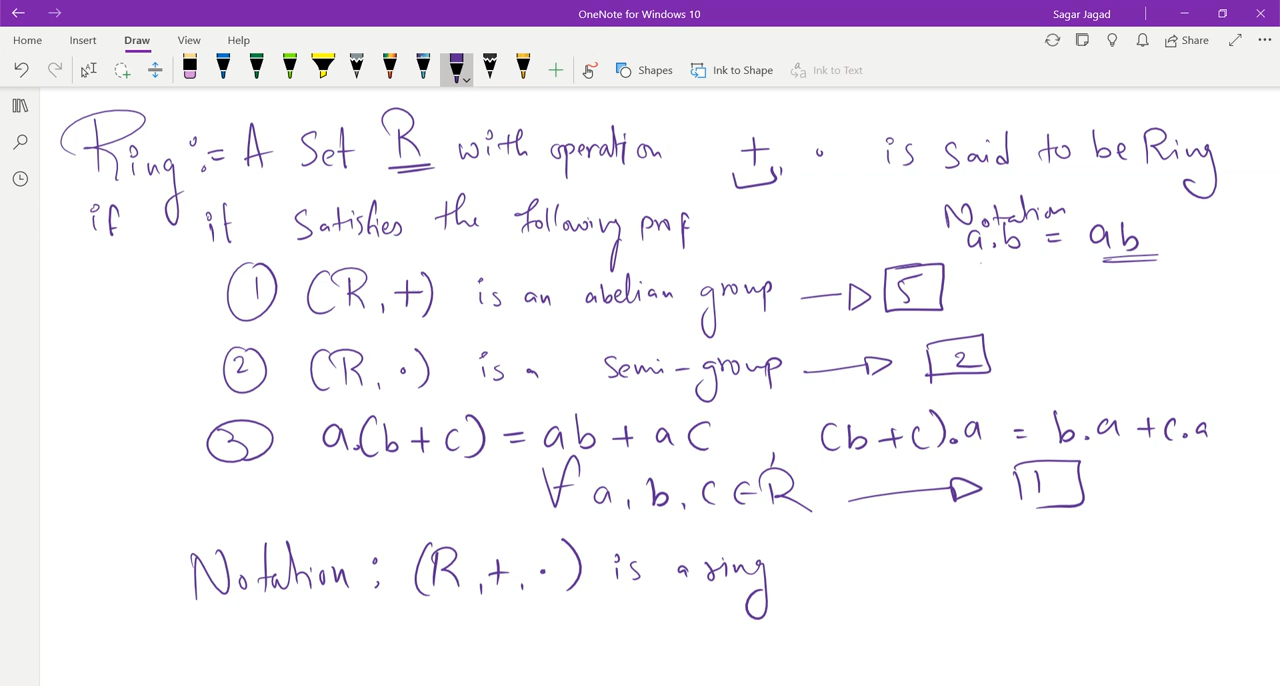 OneNote for Windows 10
Sagar Jagad
Home Insert Draw View Help
Share
Shapes Ink to Shape Ink to Text
Ring := A Set R with operation +, · is said to be Ring
if it satisfies the following prof
Notation
a.b = ab
① (R, +) is an abelian group → 5
② (R, ·) is a semi-group → 2
③ a.(b+c) = ab + ac (b+c).a = b.a + c.a
∀ a, b, c ∈ R → 1
Notation : (R, +, ·) is a ring